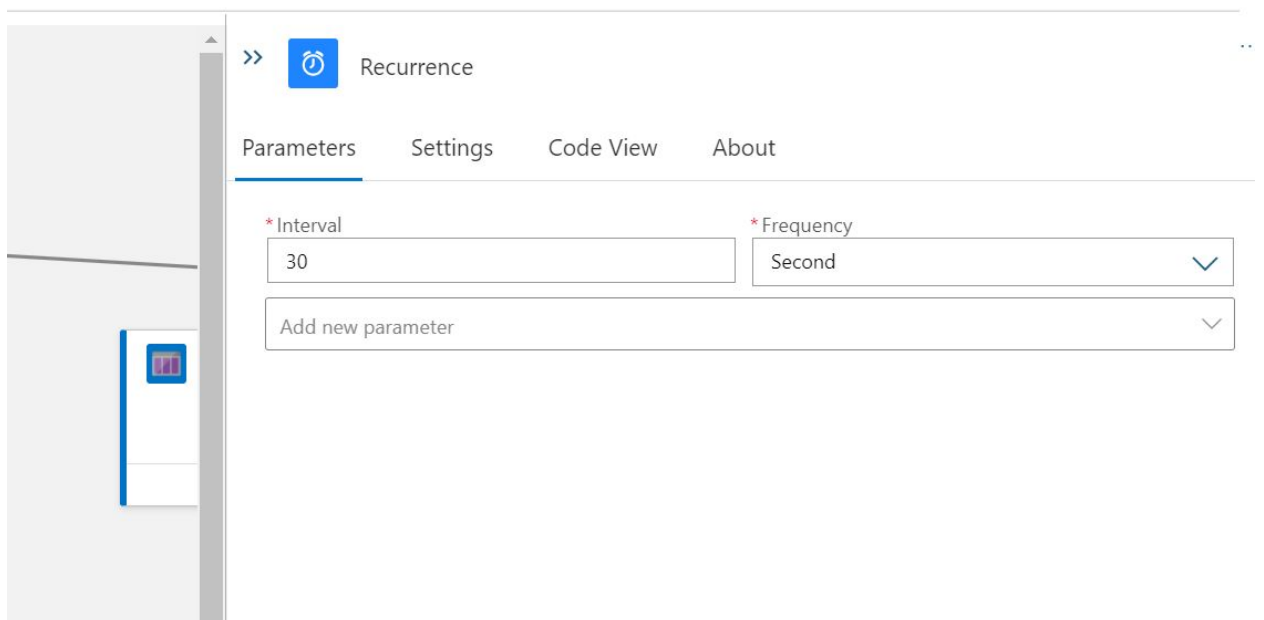 Recurrence
Parameters Settings Code View About
* Interval * Frequency
30 Second
Add new parameter